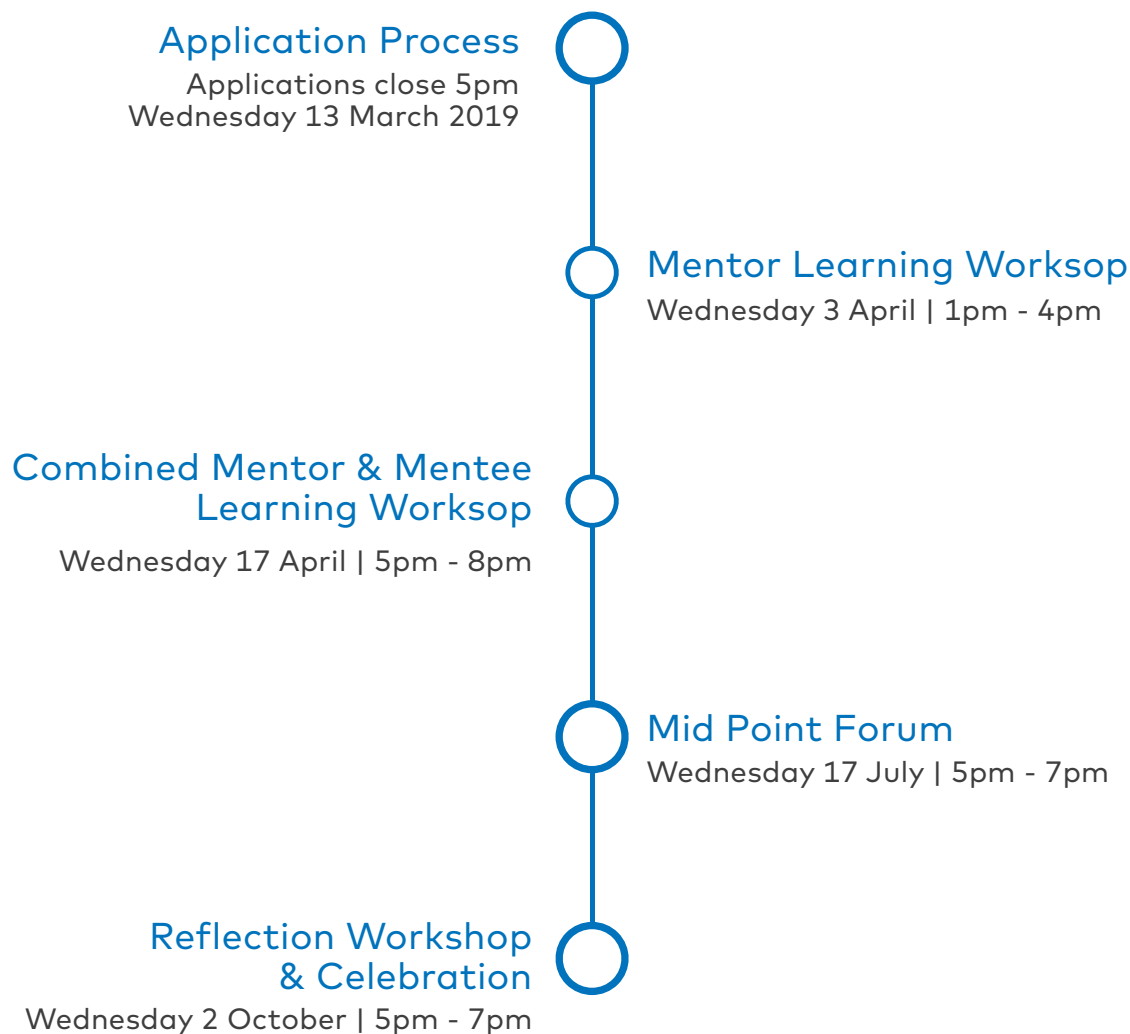 Application Process
Applications close 5pm
Wednesday 13 March 2019
Mentor Learning Worksop
Wednesday 3 April | 1pm - 4pm
Combined Mentor & Mentee
Learning Worksop
Wednesday 17 April | 5pm - 8pm
Mid Point Forum
Wednesday 17 July | 5pm - 7pm
Reflection Workshop
& Celebration
Wednesday 2 October | 5pm - 7pm